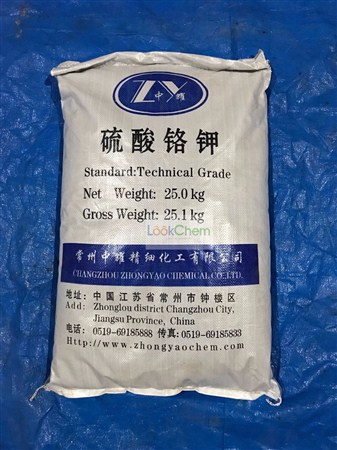 ZY
中耀
硫酸铬钾
Standard:Technical Grade
Net Weight: 25.0 kg
Gross Weight: 25.1 kg
LookChem
常州中耀精细化工有限公司
CHANGZHOU ZHONGYAO CHEMICAL CO.,LTD.
地址: 中国江苏省常州市钟楼区
Add: Zhonglou district Changzhou City,
Jiangsu Province, China
电话: 0519-69185888 传真: 0519-69185833
Http://www.zhongyaochem.com